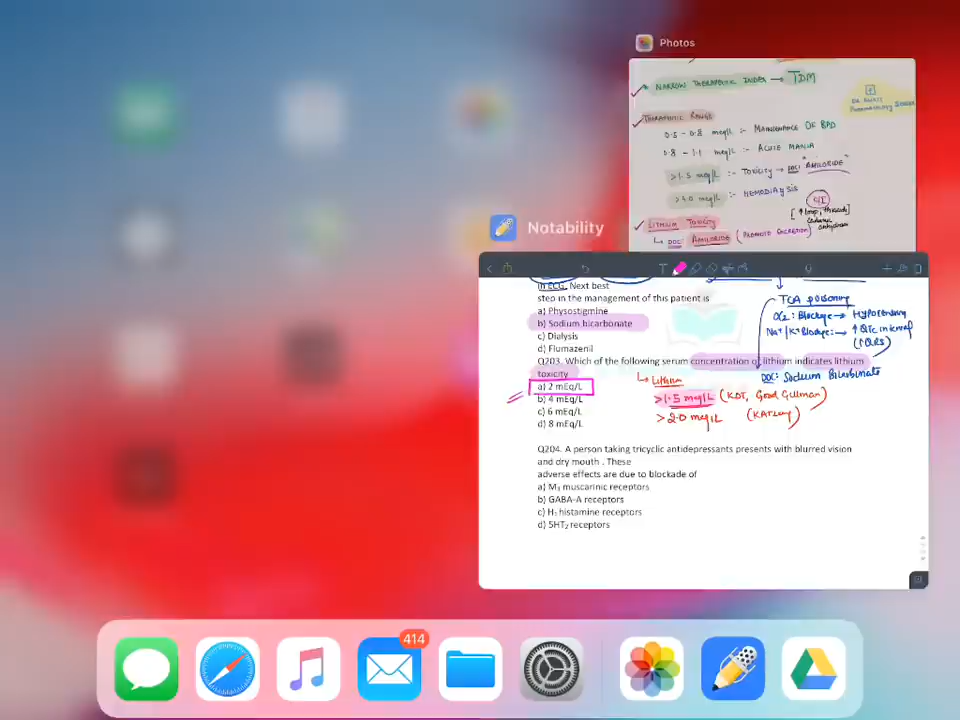 Photos
NARROW THERAPEUTIC INDEX → TDM
THERAPEUTIC RANGE
0.5 - 0.8 meq/L :- MAINTENANCE OF BAD
0.8 - 1.1 meq/L :- ACUTE MANIA
>1.5 meq/L :- TOXICITY → DOC: "AMILORIDE"
:- HEMODIALYSIS
C/I
LITHIUM TOXICITY
DOC: AMILORIDE (PROMOTE EXCRETION)
Notability
in ECG. Next best
step in the management of this patient is
a) Physostigmine
b) Sodium bicarbonate
c) Dialysis
d) Flumazenil
TCA poisoning
Blockage → Hypotension
Na+/K+ Blockage: → ↑QTc interval
(↑QRS)
DOC: Sodium Bicarbonate
Q203. Which of the following serum concentration of lithium indicates lithium
toxicity
a) 2 mEq/L
b) 4 mEq/L
c) 6 mEq/L
d) 8 mEq/L
Lithium
>1.5 meq/L (KDT, Good Gillman)
>2.0 meq/L (KATzung)
Q204. A person taking tricyclic antidepressants presents with blurred vision
and dry mouth . These
adverse effects are due to blockade of
a) M₁ muscarinic receptors
b) GABA-A receptors
c) H₁ histamine receptors
d) 5HT₂ receptors
414